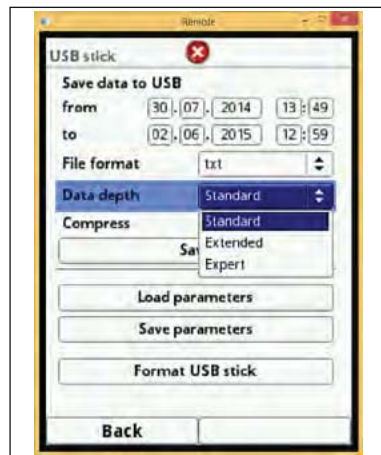 Remote
USB stick
Save data to USB
from 30 . 07 . 2014 13 : 49
to 02 . 06 . 2015 12 : 59
File format txt
Data depth Standard
Compress Standard
Extended
Sa
Expert
Load parameters
Save parameters
Format USB stick
Back